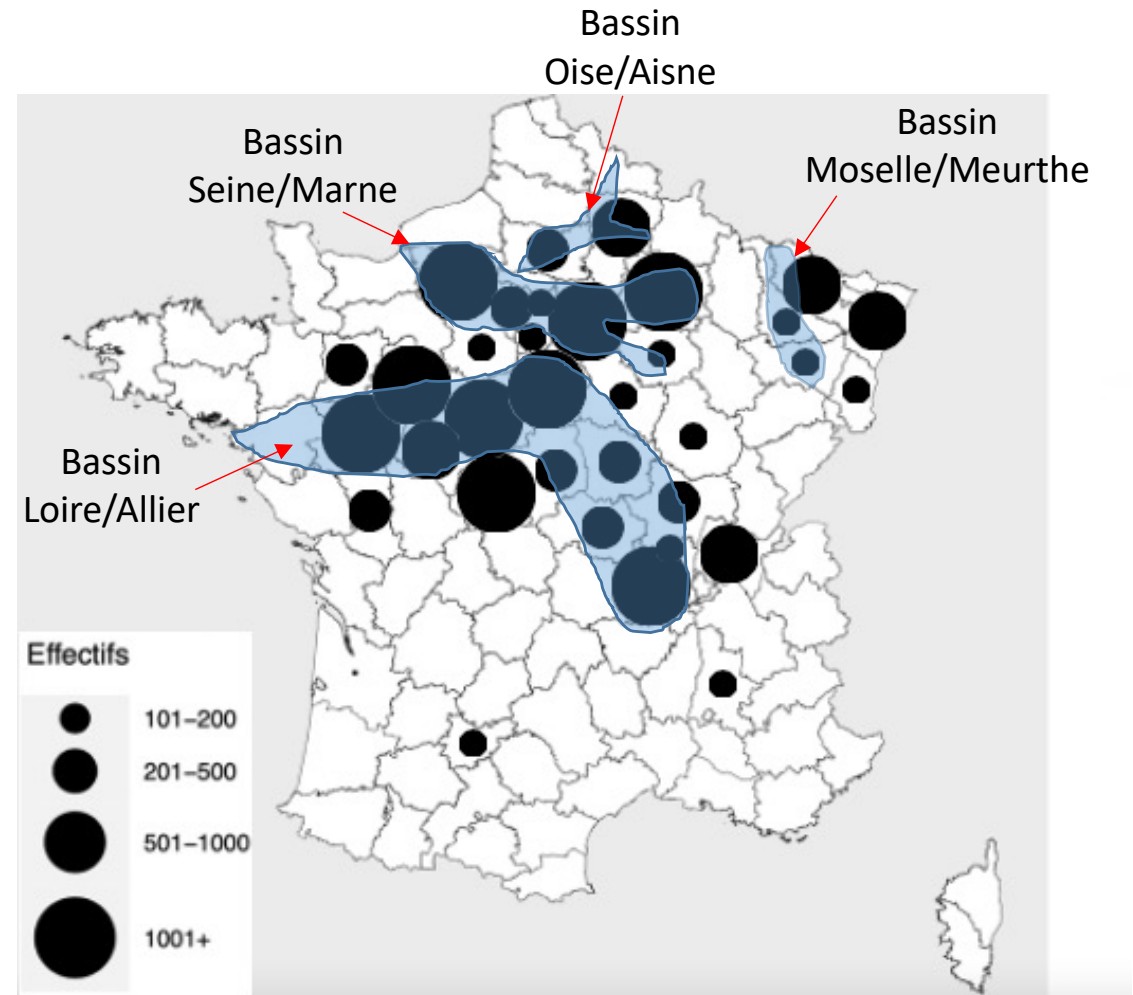 Bassin
Oise/Aisne
Bassin
Moselle/Meurthe
Bassin
Seine/Marne
Bassin
Loire/Allier
Effectifs
101–200
201–500
501–1000
1001+